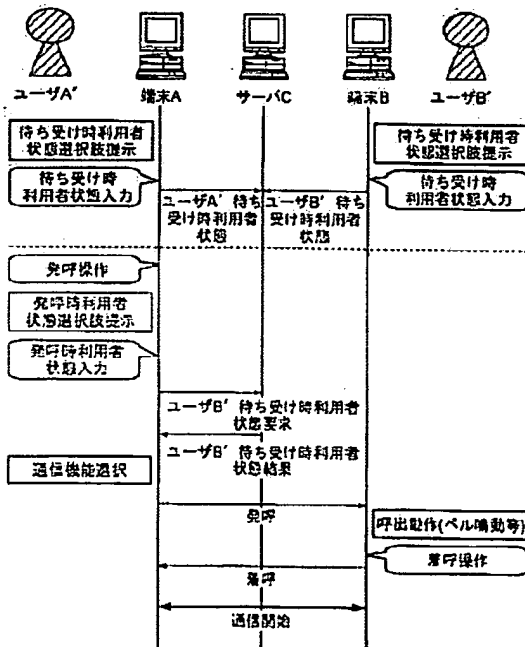 ユーザA' 端末A サーバC 端末B ユーザB'
待ち受け時利用者
状態選択肢提示
待ち受け時利用者
状態選択肢提示
待ち受け時
利用者状態入力
待ち受け時
利用者状態入力
ユーザA' 待ち
受け時利用者
状態
ユーザB' 待ち
受け時利用者
状態
発呼操作
発呼時利用者
状態選択肢提示
発呼時利用者
状態入力
ユーザB' 待ち受け時利用者
状態要求
ユーザB' 待ち受け時利用者
状態結果
通信機能選択
発呼
呼出動作(ベル鳴動等)
着呼操作
着呼
通信開始